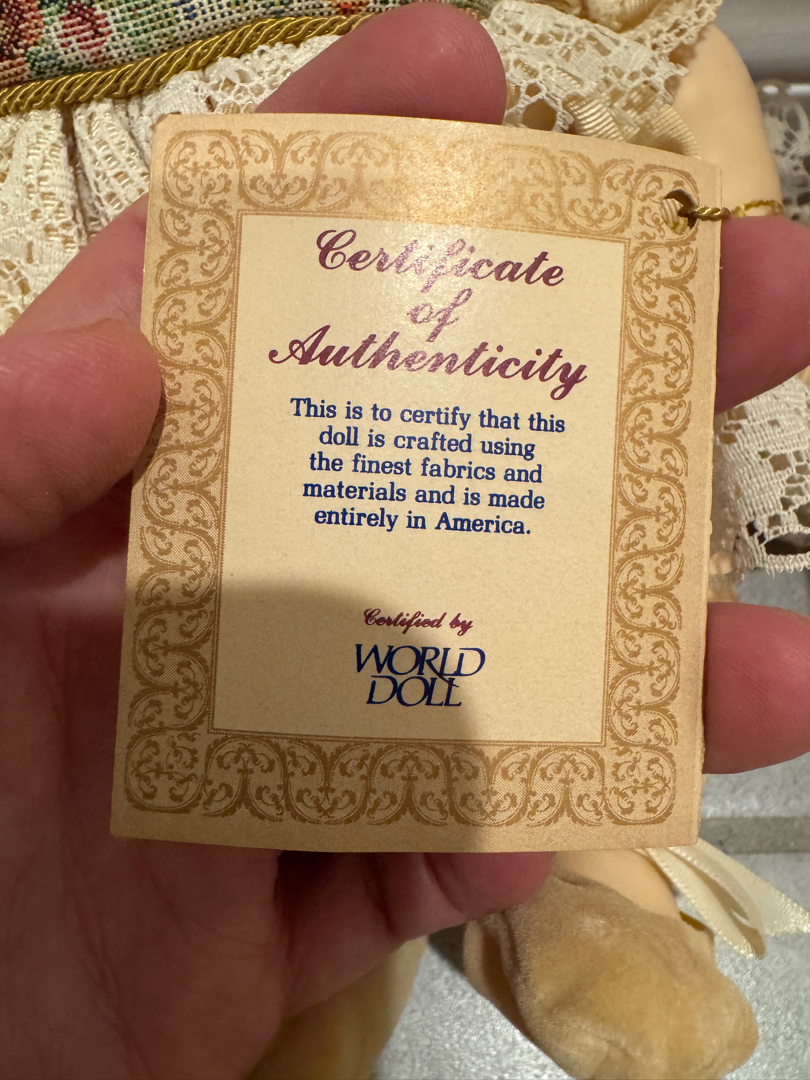 Certificate
of
Authenticity
This is to certify that this
doll is crafted using
the finest fabrics and
materials and is made
entirely in America.
Certified by
WORLD
DOLL